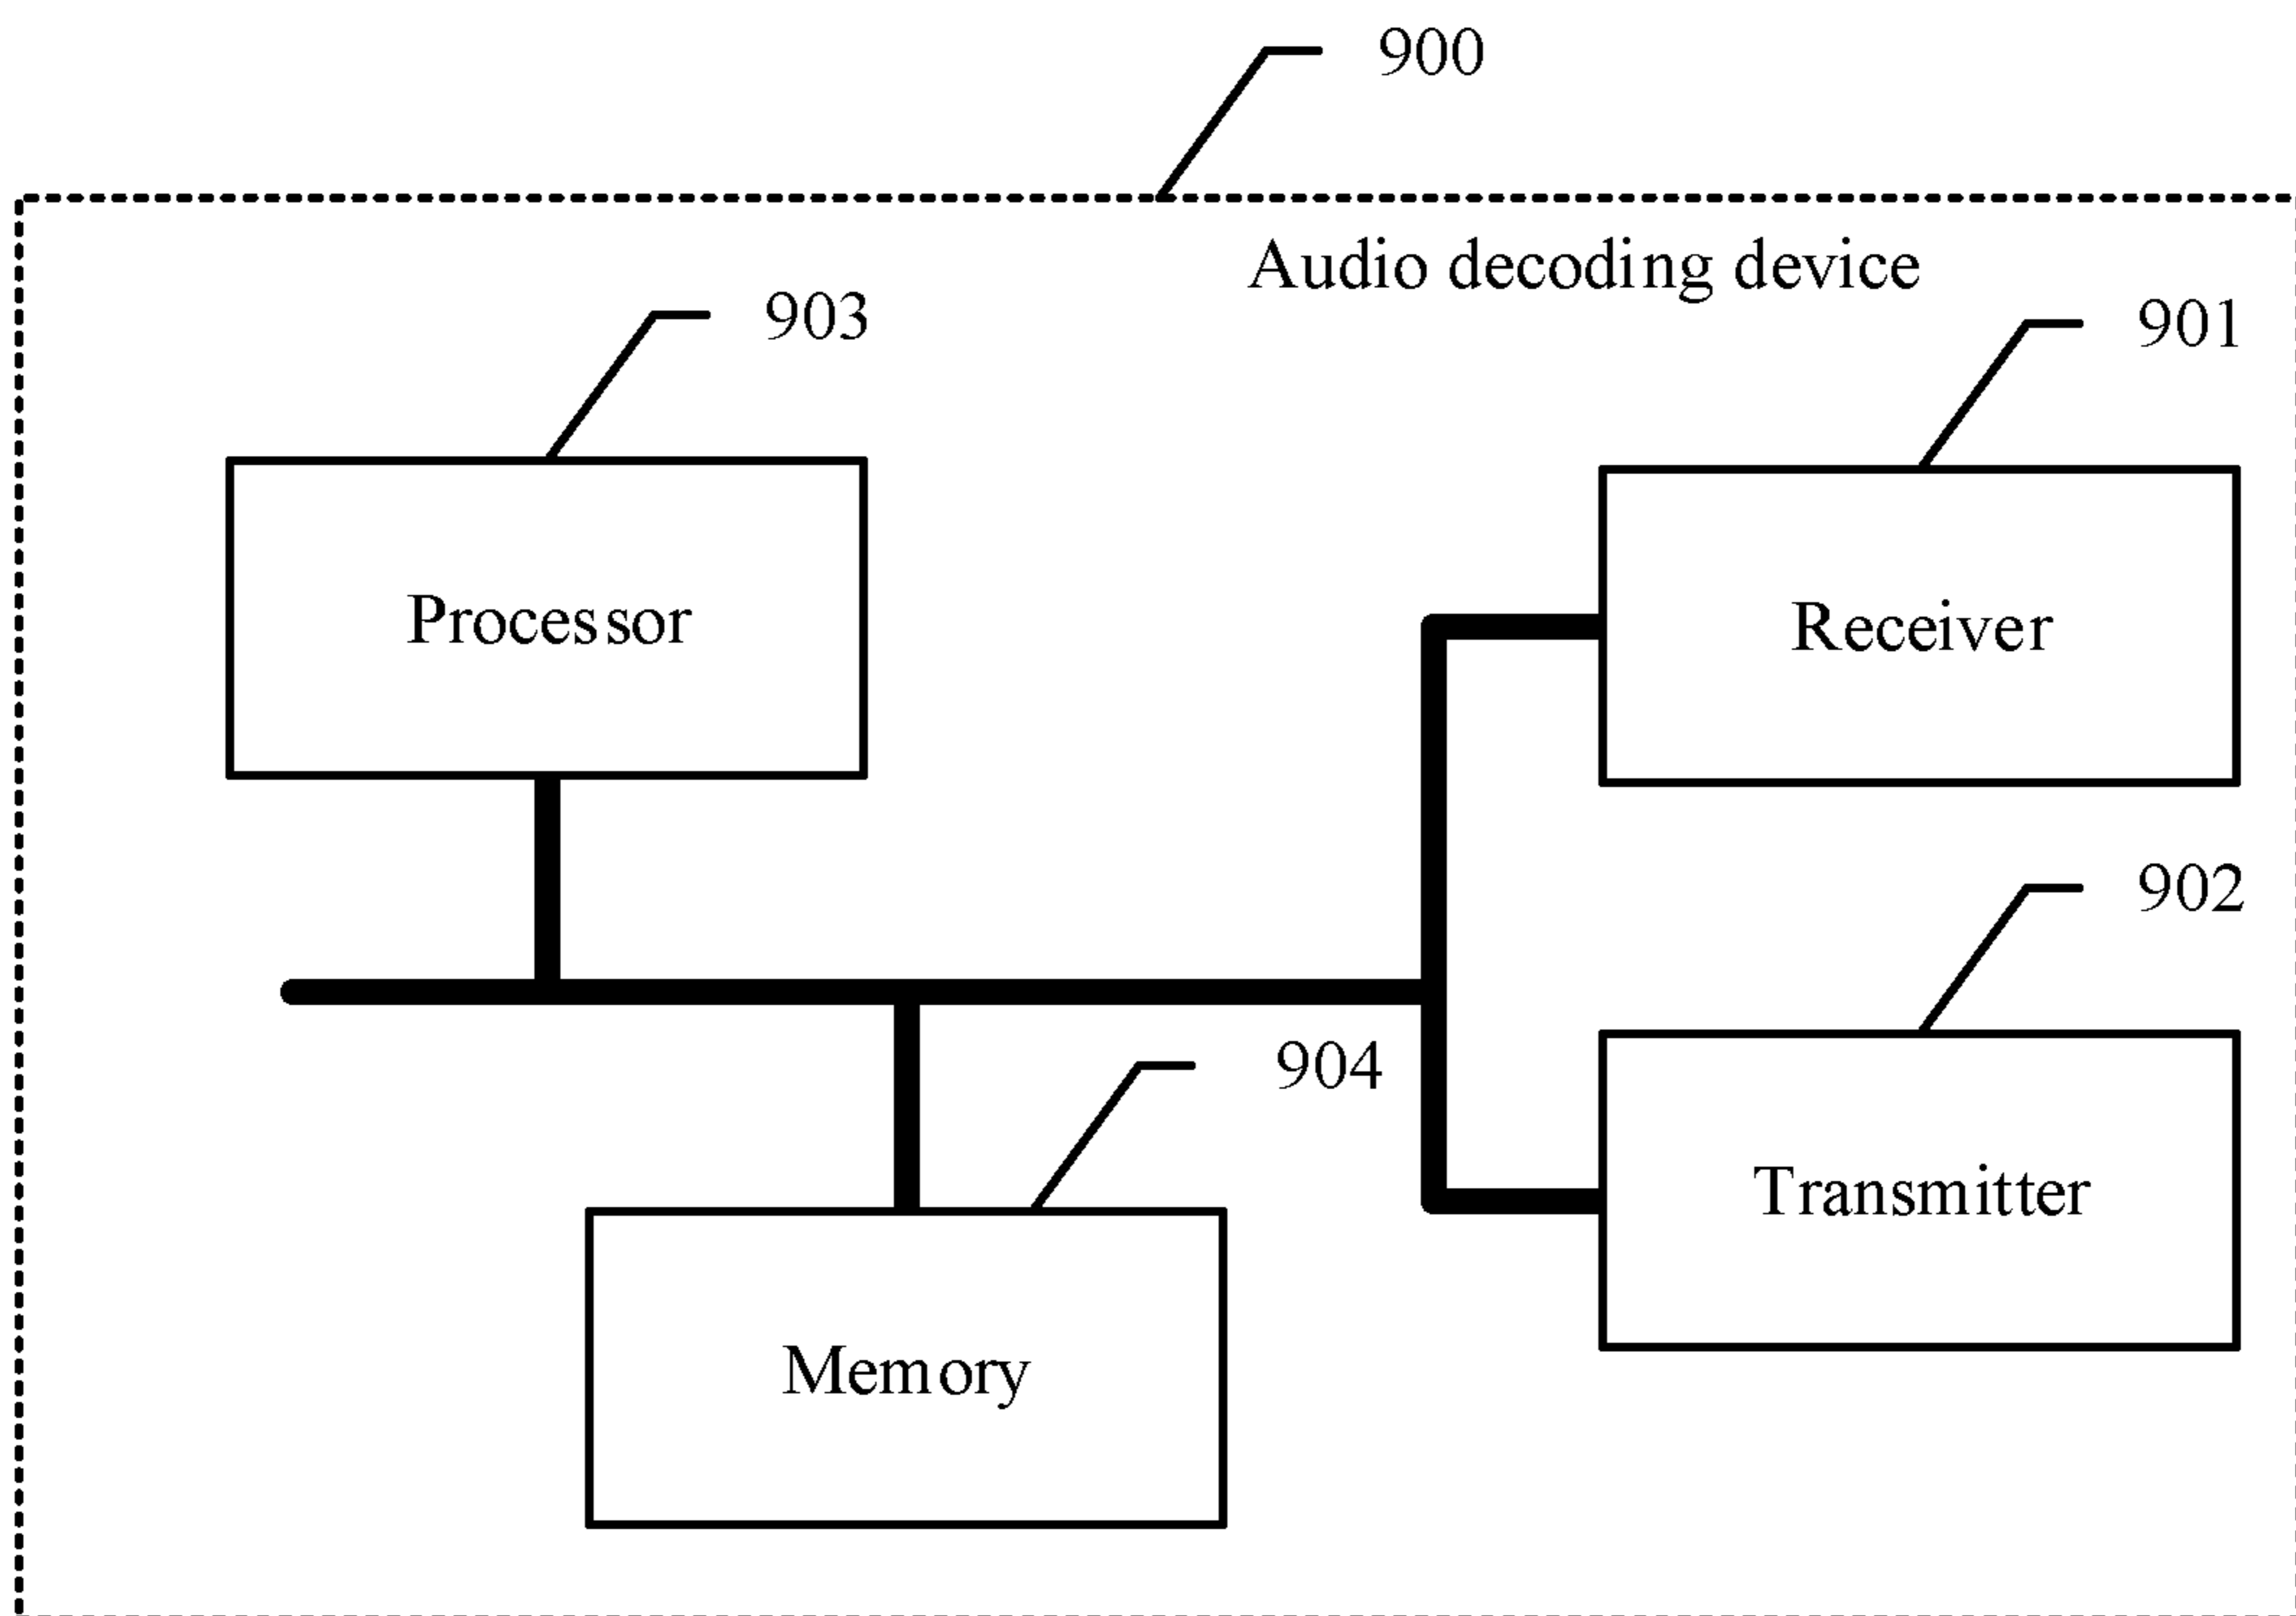 900
Audio decoding device
903
901
Processor
Receiver
902
904
Transmitter
Memory